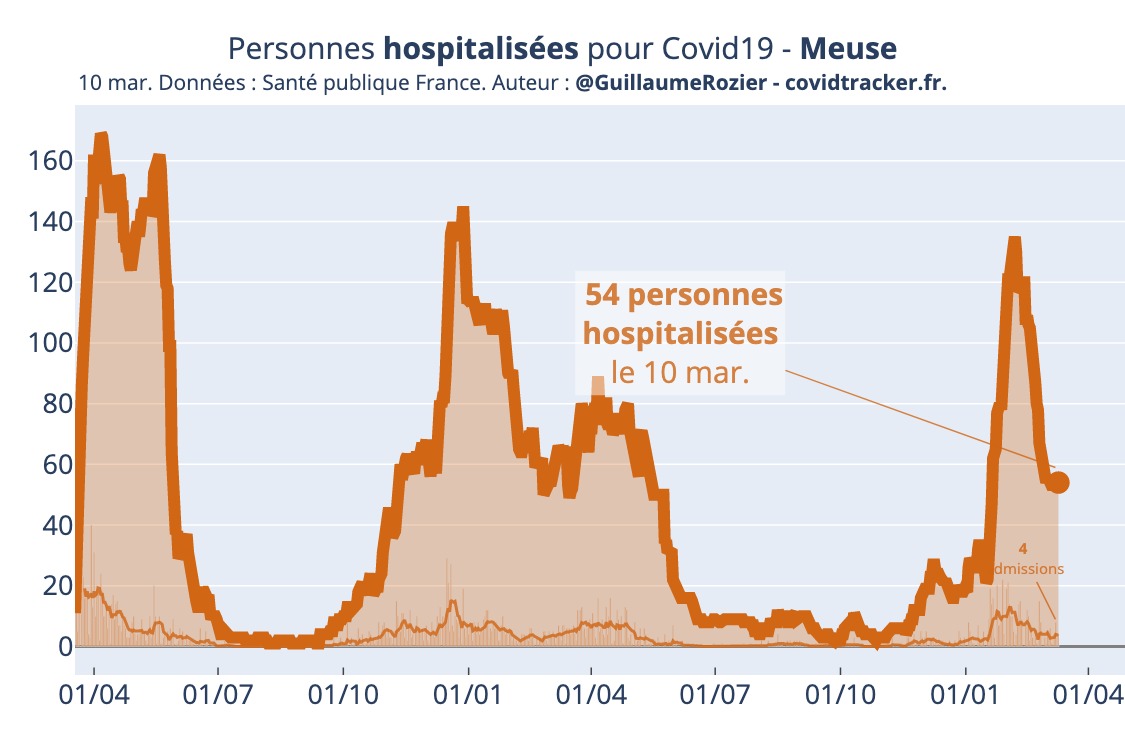 Personnes hospitalisées pour Covid19 - Meuse
10 mar. Données : Santé publique France. Auteur : @GuillaumeRozier - covidtracker.fr.
160
140
120
100
80
60
40
20
0
54 personnes
hospitalisées
le 10 mar.
4
dmissions
01/04 01/07 01/10 01/01 01/04 01/07 01/10 01/01 01/04